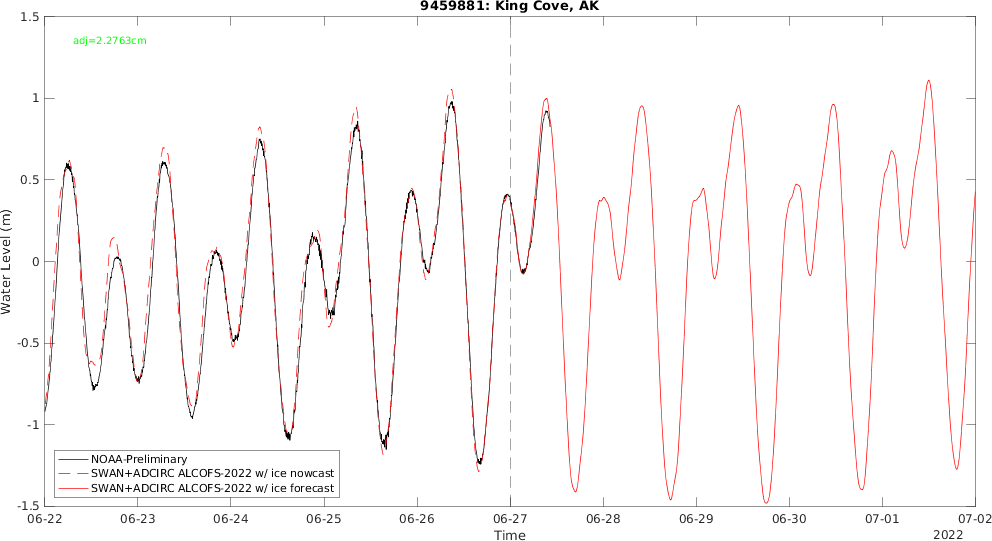 9459881: King Cove, AK
1.5
adj=2.2763cm
1
0.5
0
-0.5
-1
-1.5
Water Level (m)
NOAA-Preliminary
SWAN+ADCIRC ALCOFS-2022 w/ ice nowcast
SWAN+ADCIRC ALCOFS-2022 w/ ice forecast
06-22 06-23 06-24 06-25 06-26 06-27 06-28 06-29 06-30 07-01 07-02
Time
2022